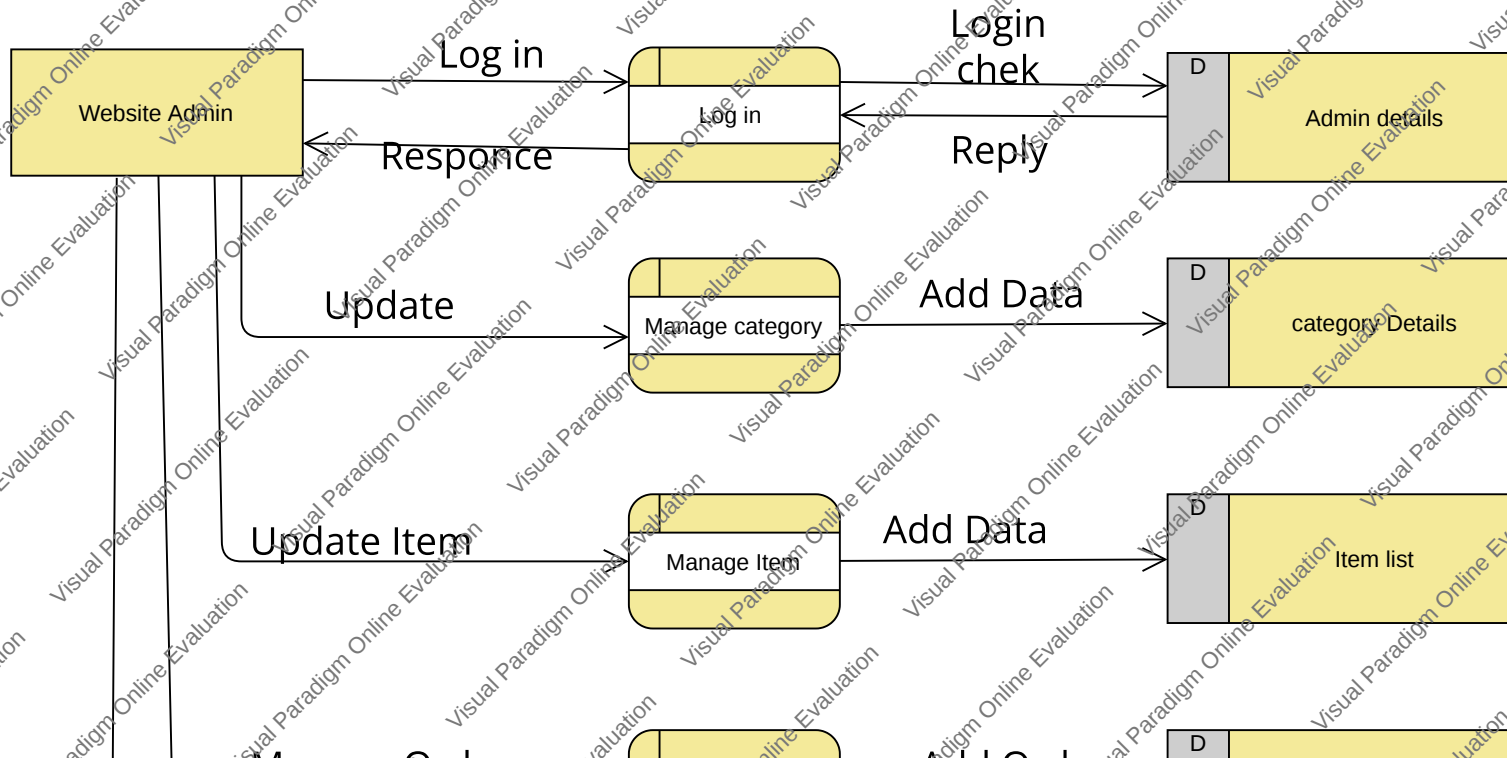 Log in
Login
chek
D
Website Admin
Log in
Admin details
Responce
Reply
D
Update
Add Data
Manage category
category Details
D
Update Item
Add Data
Manage Item
Item list
D
Visual Paradigm Online Evaluation